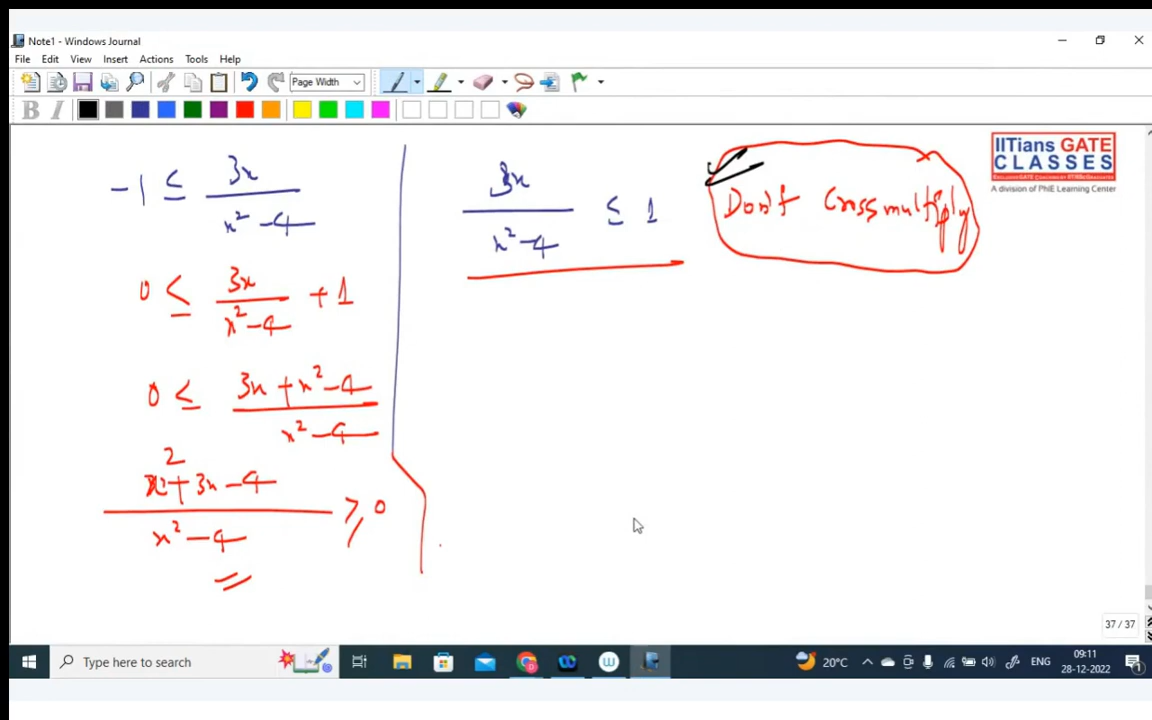 Note1 - Windows Journal
File Edit View Insert Actions Tools Help
Page Width
B I
-1 ≤ 3x / x² - 4
0 ≤ 3x / x² - 4 + 1
0 ≤ 3x + x² - 4 / x² - 4
x² + 3x - 4 / x² - 4 ≥ 0
3x / x² - 4 ≤ 1
Don't Crossmultiply
IITians GATE
CLASSES
A division of PhIE Learning Center
37 / 37
Type here to search
20°C
ENG
09:11
28-12-2022
1